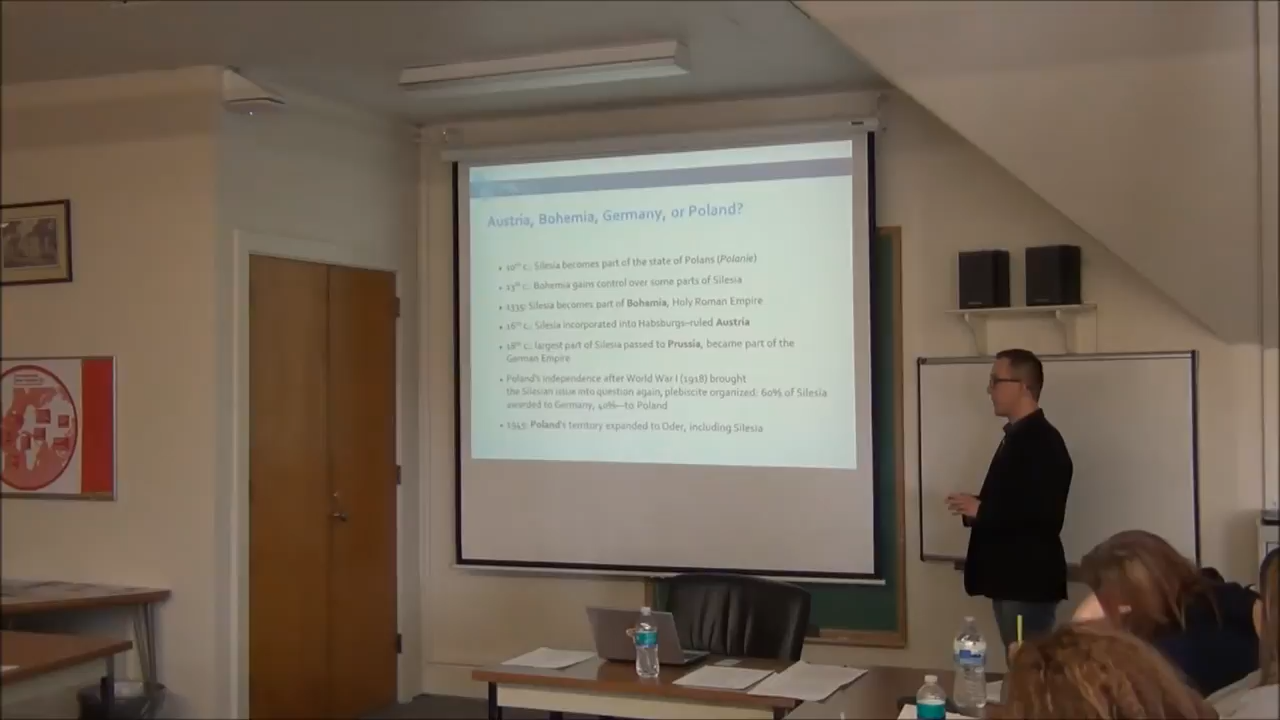 Austria, Bohemia, Germany, or Poland?
• 10th c.: Silesia becomes part of the state of Polans (Polanie)
• 13th c.: Bohemia gains control over some parts of Silesia
• 1335: Silesia becomes part of Bohemia, Holy Roman Empire
• 16th c.: Silesia incorporated into Habsburgs–ruled Austria
• 18th c.: largest part of Silesia passed to Prussia, became part of the
German Empire
• Poland's independence after World War I (1918) brought
the Silesian issue into question again, plebiscite organized: 60% of Silesia
awarded to Germany, 40%—to Poland
• 1945: Poland's territory expanded to Oder, including Silesia